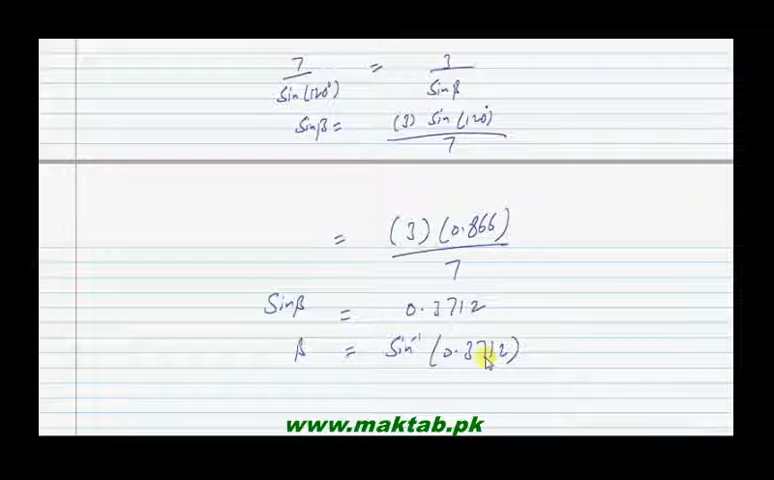 7/sin(120°) = 3/sinβ
sinβ = (3) sin(120°)/7
= (3)(0.866)/7
sinβ = 0.3712
β = sin⁻¹(0.3712)
www.maktab.pk